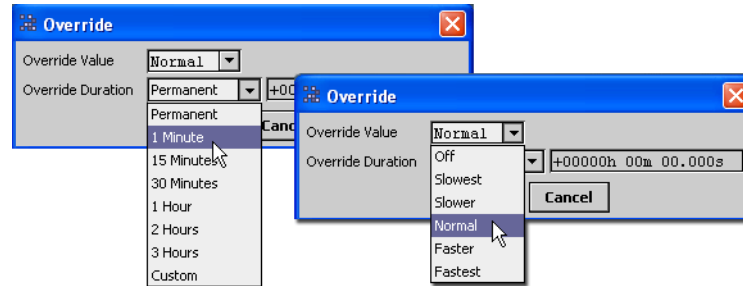 Override
Override Value Normal
Override Duration Permanent +00
Permanent
1 Minute
15 Minutes
30 Minutes
1 Hour
2 Hours
3 Hours
Custom
Override
Override Value Normal
Override Duration +00000h 00m 00.000s
Off
Slowest
Slower
Normal
Faster
Fastest
Cancel